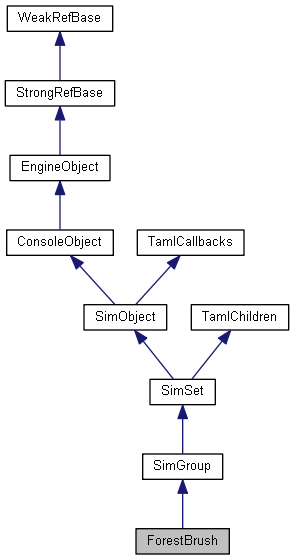 WeakRefBase
StrongRefBase
EngineObject
ConsoleObject
TamlCallbacks
SimObject
TamlChildren
SimSet
SimGroup
ForestBrush